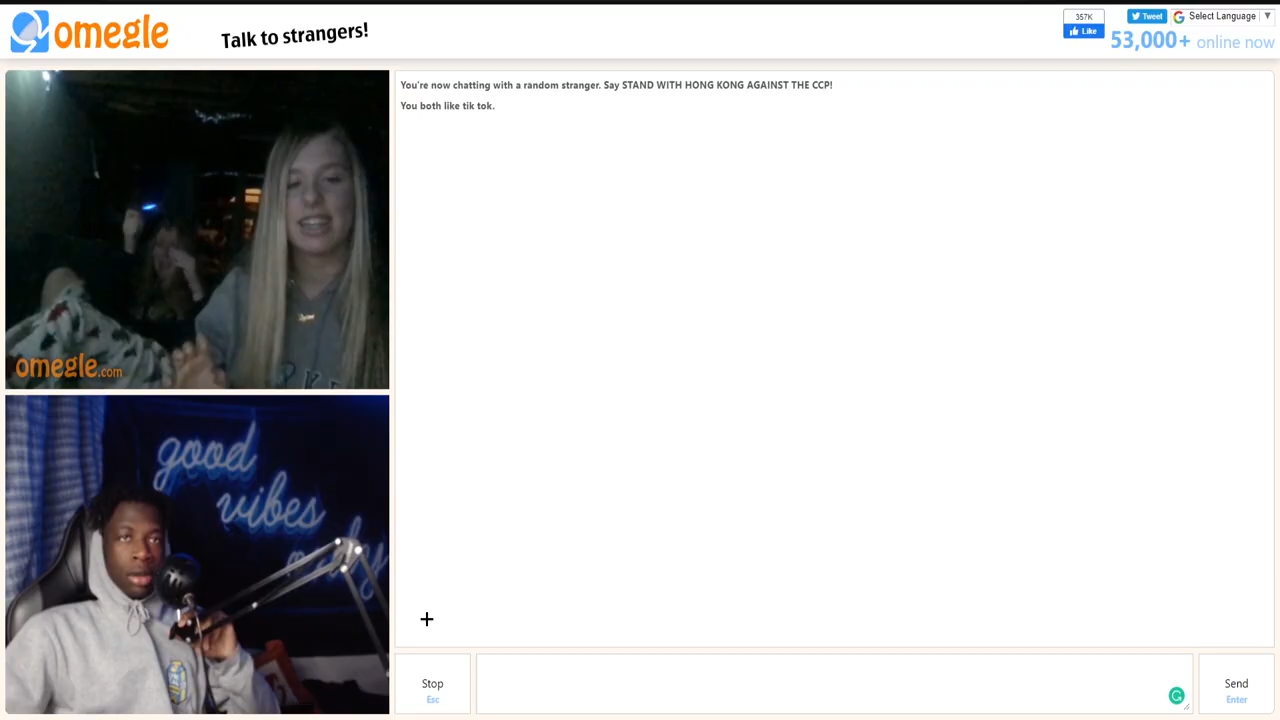 omegle
Talk to strangers!
357K
Like
Tweet
G Select Language ▼
53,000+ online now
You're now chatting with a random stranger. Say STAND WITH HONG KONG AGAINST THE CCP!
You both like tik tok.
omegle.com
good
vibes
only
Stop
Esc
Send
Enter